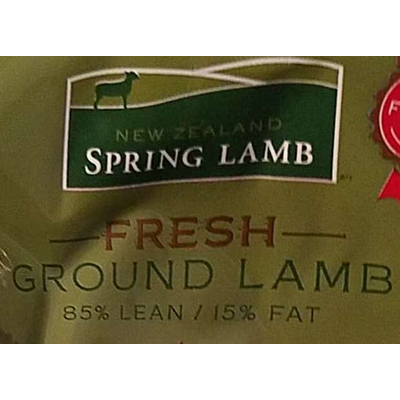 NEW ZEALAND
SPRING LAMB
FRESH
GROUND LAMB
85% LEAN / 15% FAT